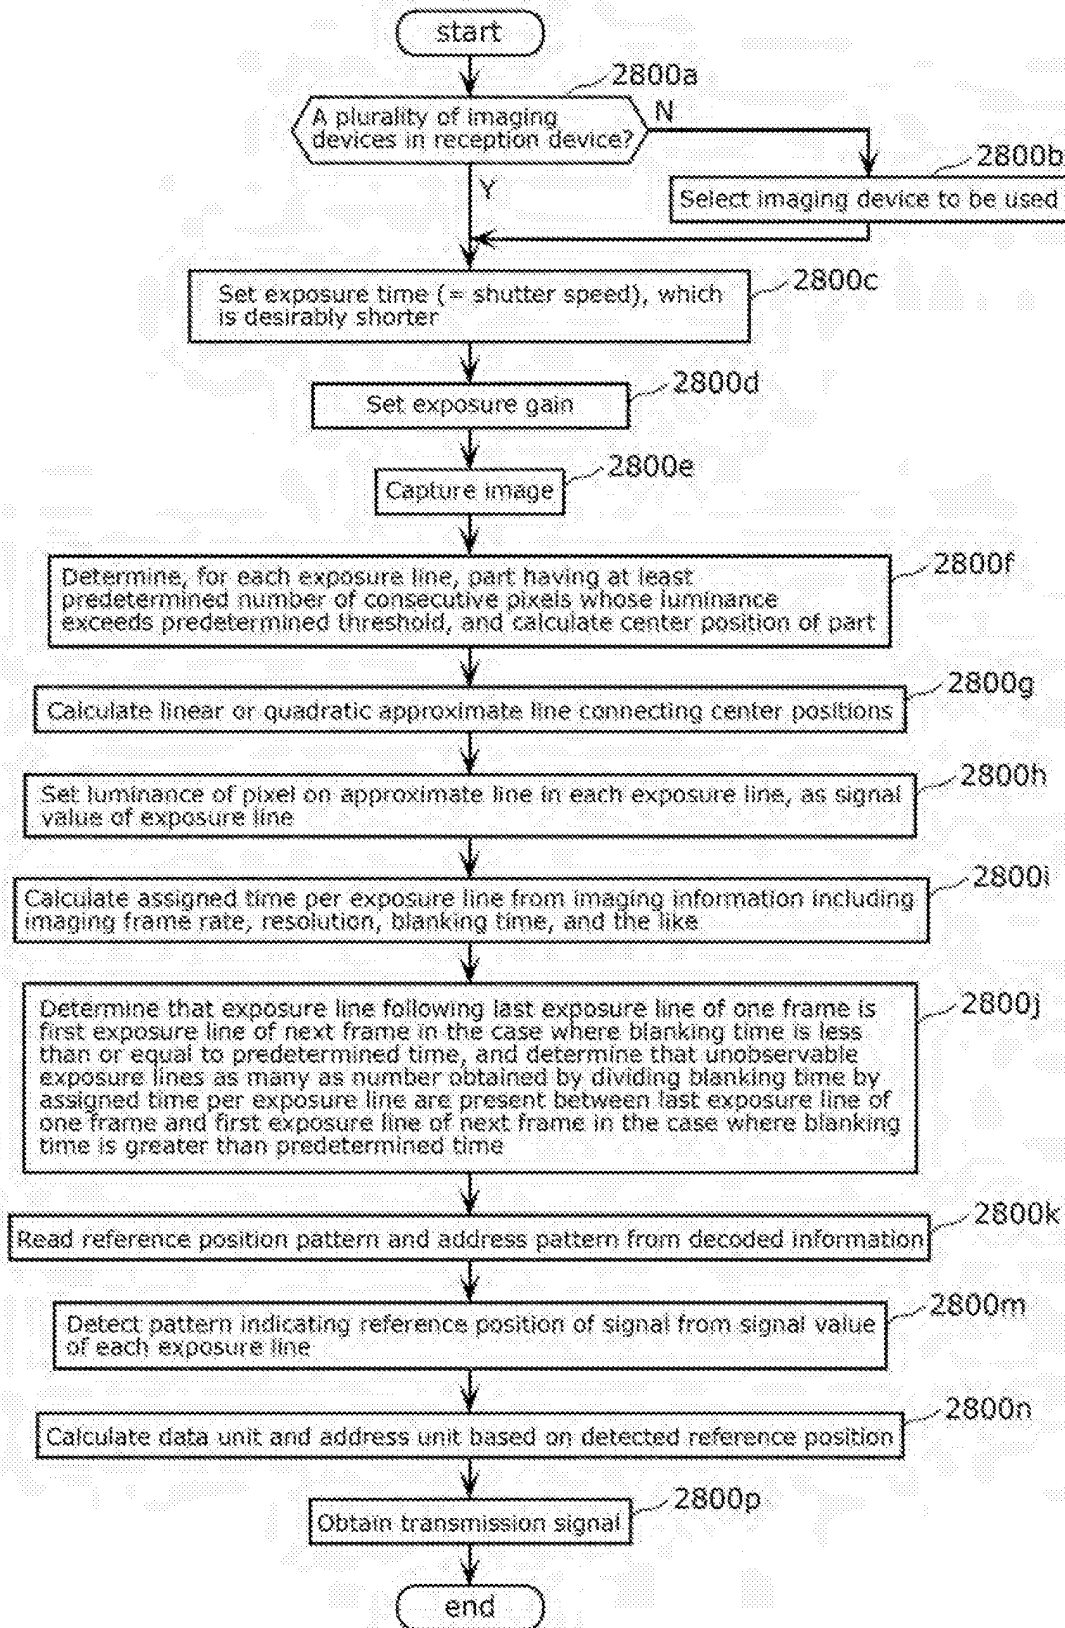 start
2800a
A plurality of imaging
devices in reception device?
N
2800b
Y
Select imaging device to be used
2800c
Set exposure time (= shutter speed), which
is desirably shorter
2800d
Set exposure gain
2800e
Capture image
2800f
Determine, for each exposure line, part having at least
predetermined number of consecutive pixels whose luminance
exceeds predetermined threshold, and calculate center position of part
2800g
Calculate linear or quadratic approximate line connecting center positions
2800h
Set luminance of pixel on approximate line in each exposure line, as signal
value of exposure line
2800i
Calculate assigned time per exposure line from imaging information including
imaging frame rate, resolution, blanking time, and the like
2800j
Determine that exposure line following last exposure line of one frame is
first exposure line of next frame in the case where blanking time is less
than or equal to predetermined time, and determine that unobservable
exposure lines as many as number obtained by dividing blanking time by
assigned time per exposure line are present between last exposure line of
one frame and first exposure line of next frame in the case where blanking
time is greater than predetermined time
2800k
Read reference position pattern and address pattern from decoded information
2800m
Detect pattern indicating reference position of signal from signal value
of each exposure line
2800n
Calculate data unit and address unit based on detected reference position
2800p
Obtain transmission signal
end